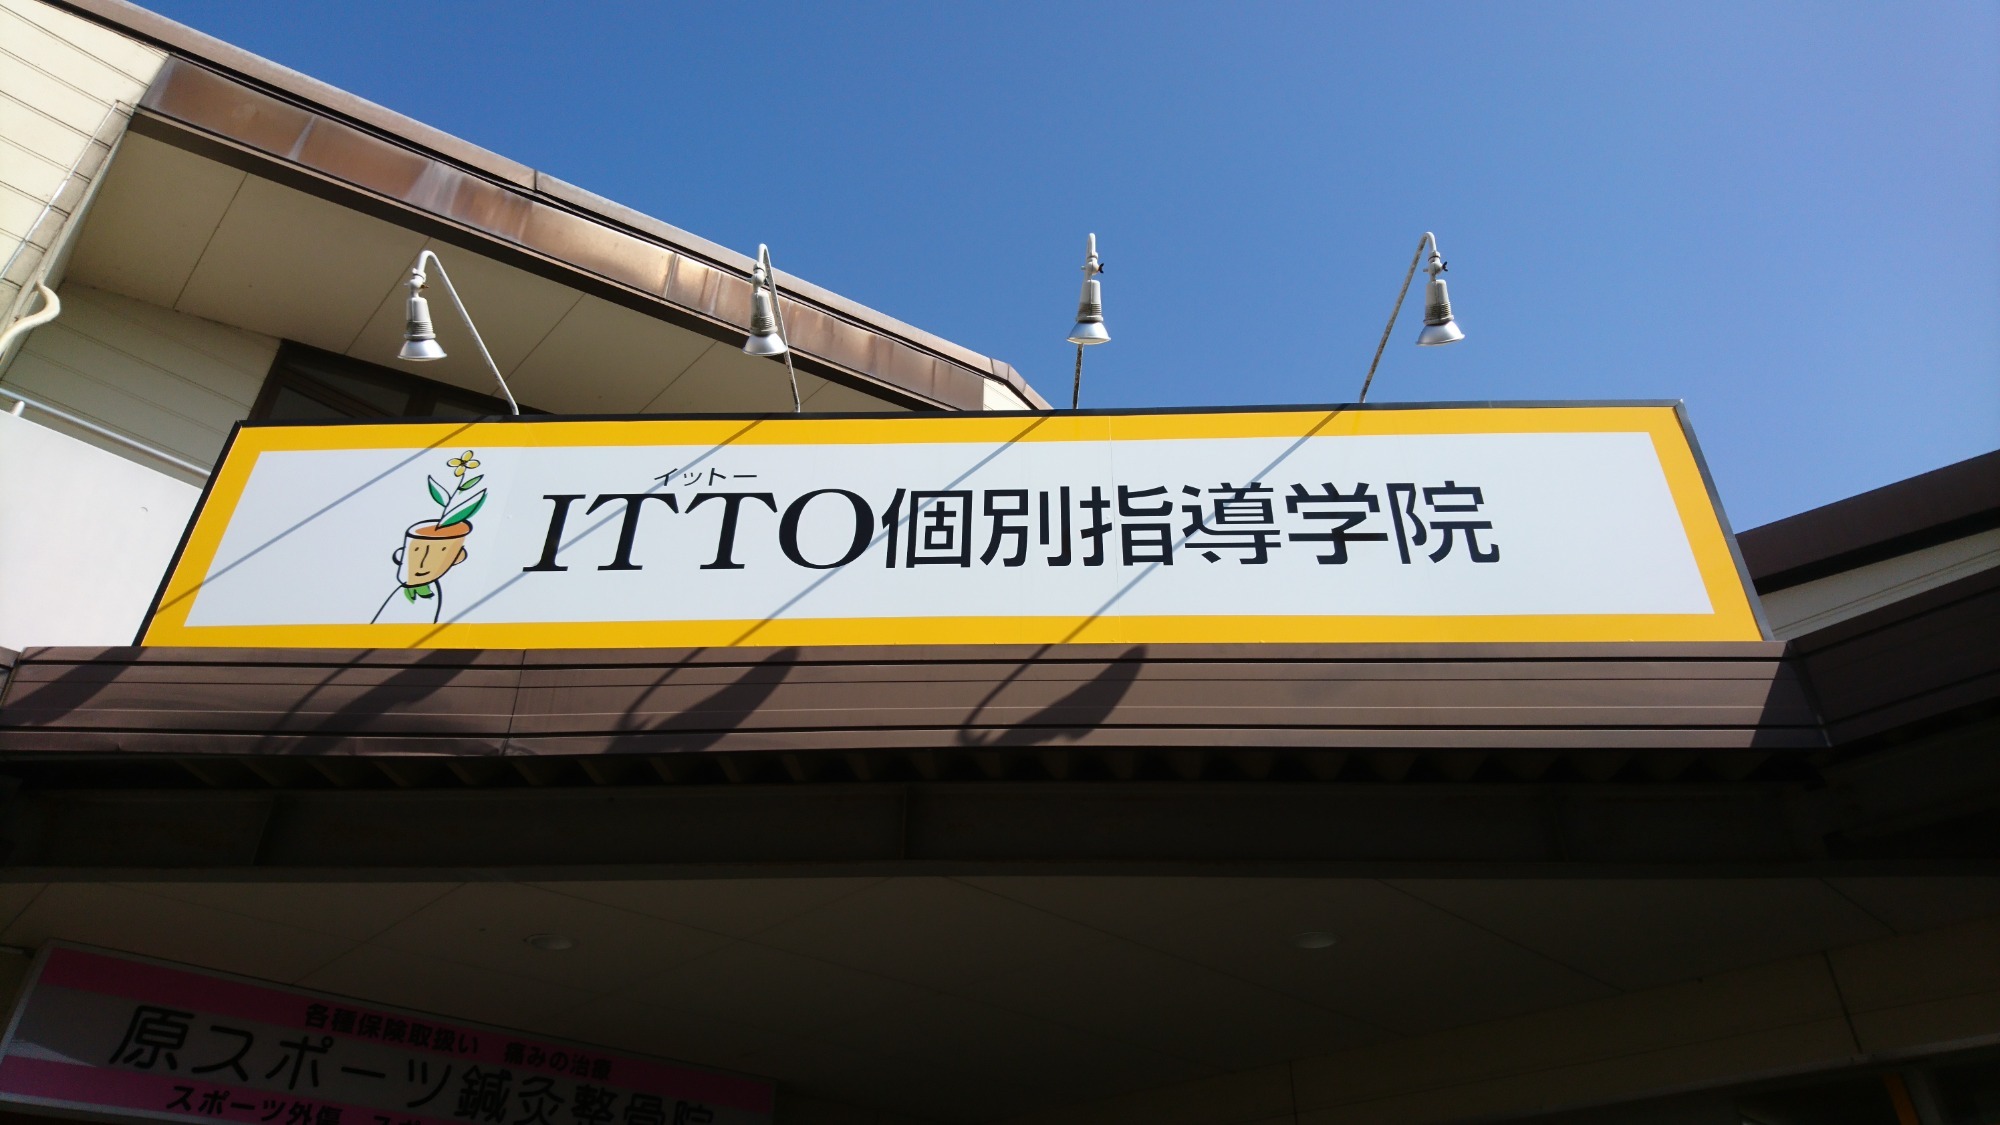 イットー
ITTO個別指導学院
各種保険取扱い 痛みの治療
原スポーツ鍼灸整骨院
スポーツ外傷